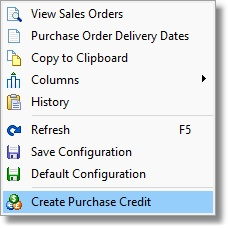 View Sales Orders
Purchase Order Delivery Dates
Copy to Clipboard
Columns
History
Refresh F5
Save Configuration
Default Configuration
Create Purchase Credit